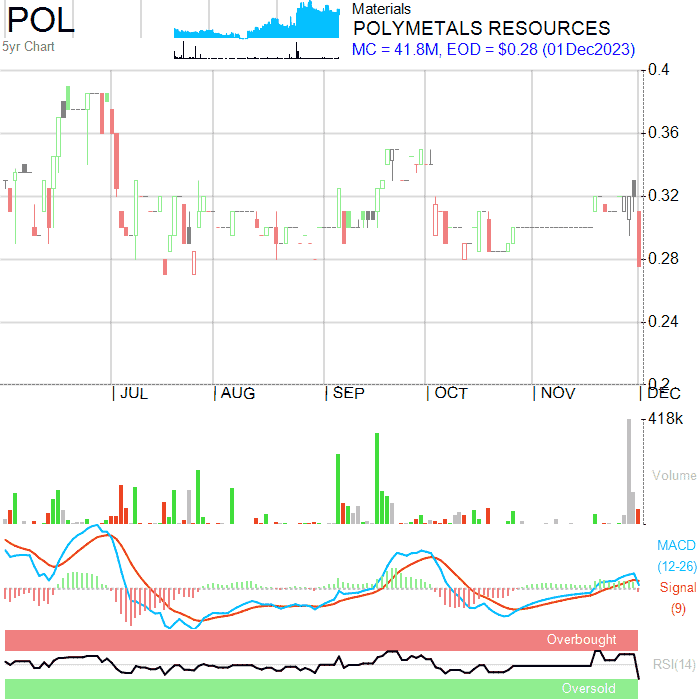 POL
5yr Chart
Materials
POLYMETALS RESOURCES
MC = 41.8M, EOD = $0.28 (01Dec2023)
0.4
0.36
0.32
0.28
0.24
0.2
JUL AUG SEP OCT NOV DEC
418k
Volume
MACD
(12-26)
Signal
(9)
Overbought
RSI(14)
Oversold